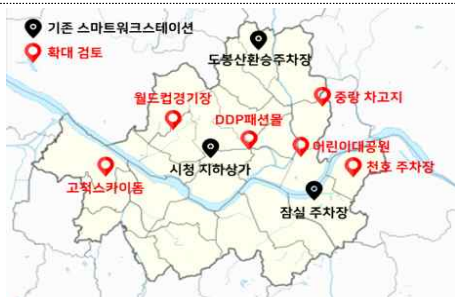 기존 스마트워크스테이션
확대 검토
도봉산환승주차장
중랑 차고지
월드컵경기장
DDP패션몰
어린이대공원
시청 지하상가
천호 주차장
고척스카이돔
잠실 주차장